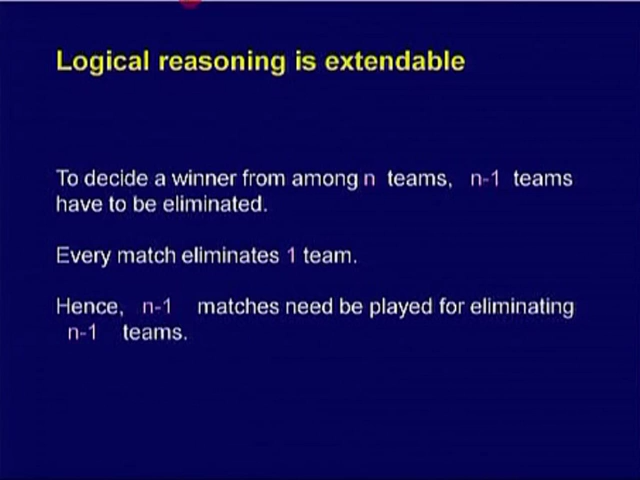 Logical reasoning is extendable
To decide a winner from among n teams, n-1 teams
have to be eliminated.
Every match eliminates 1 team.
Hence, n-1 matches need be played for eliminating
n-1 teams.